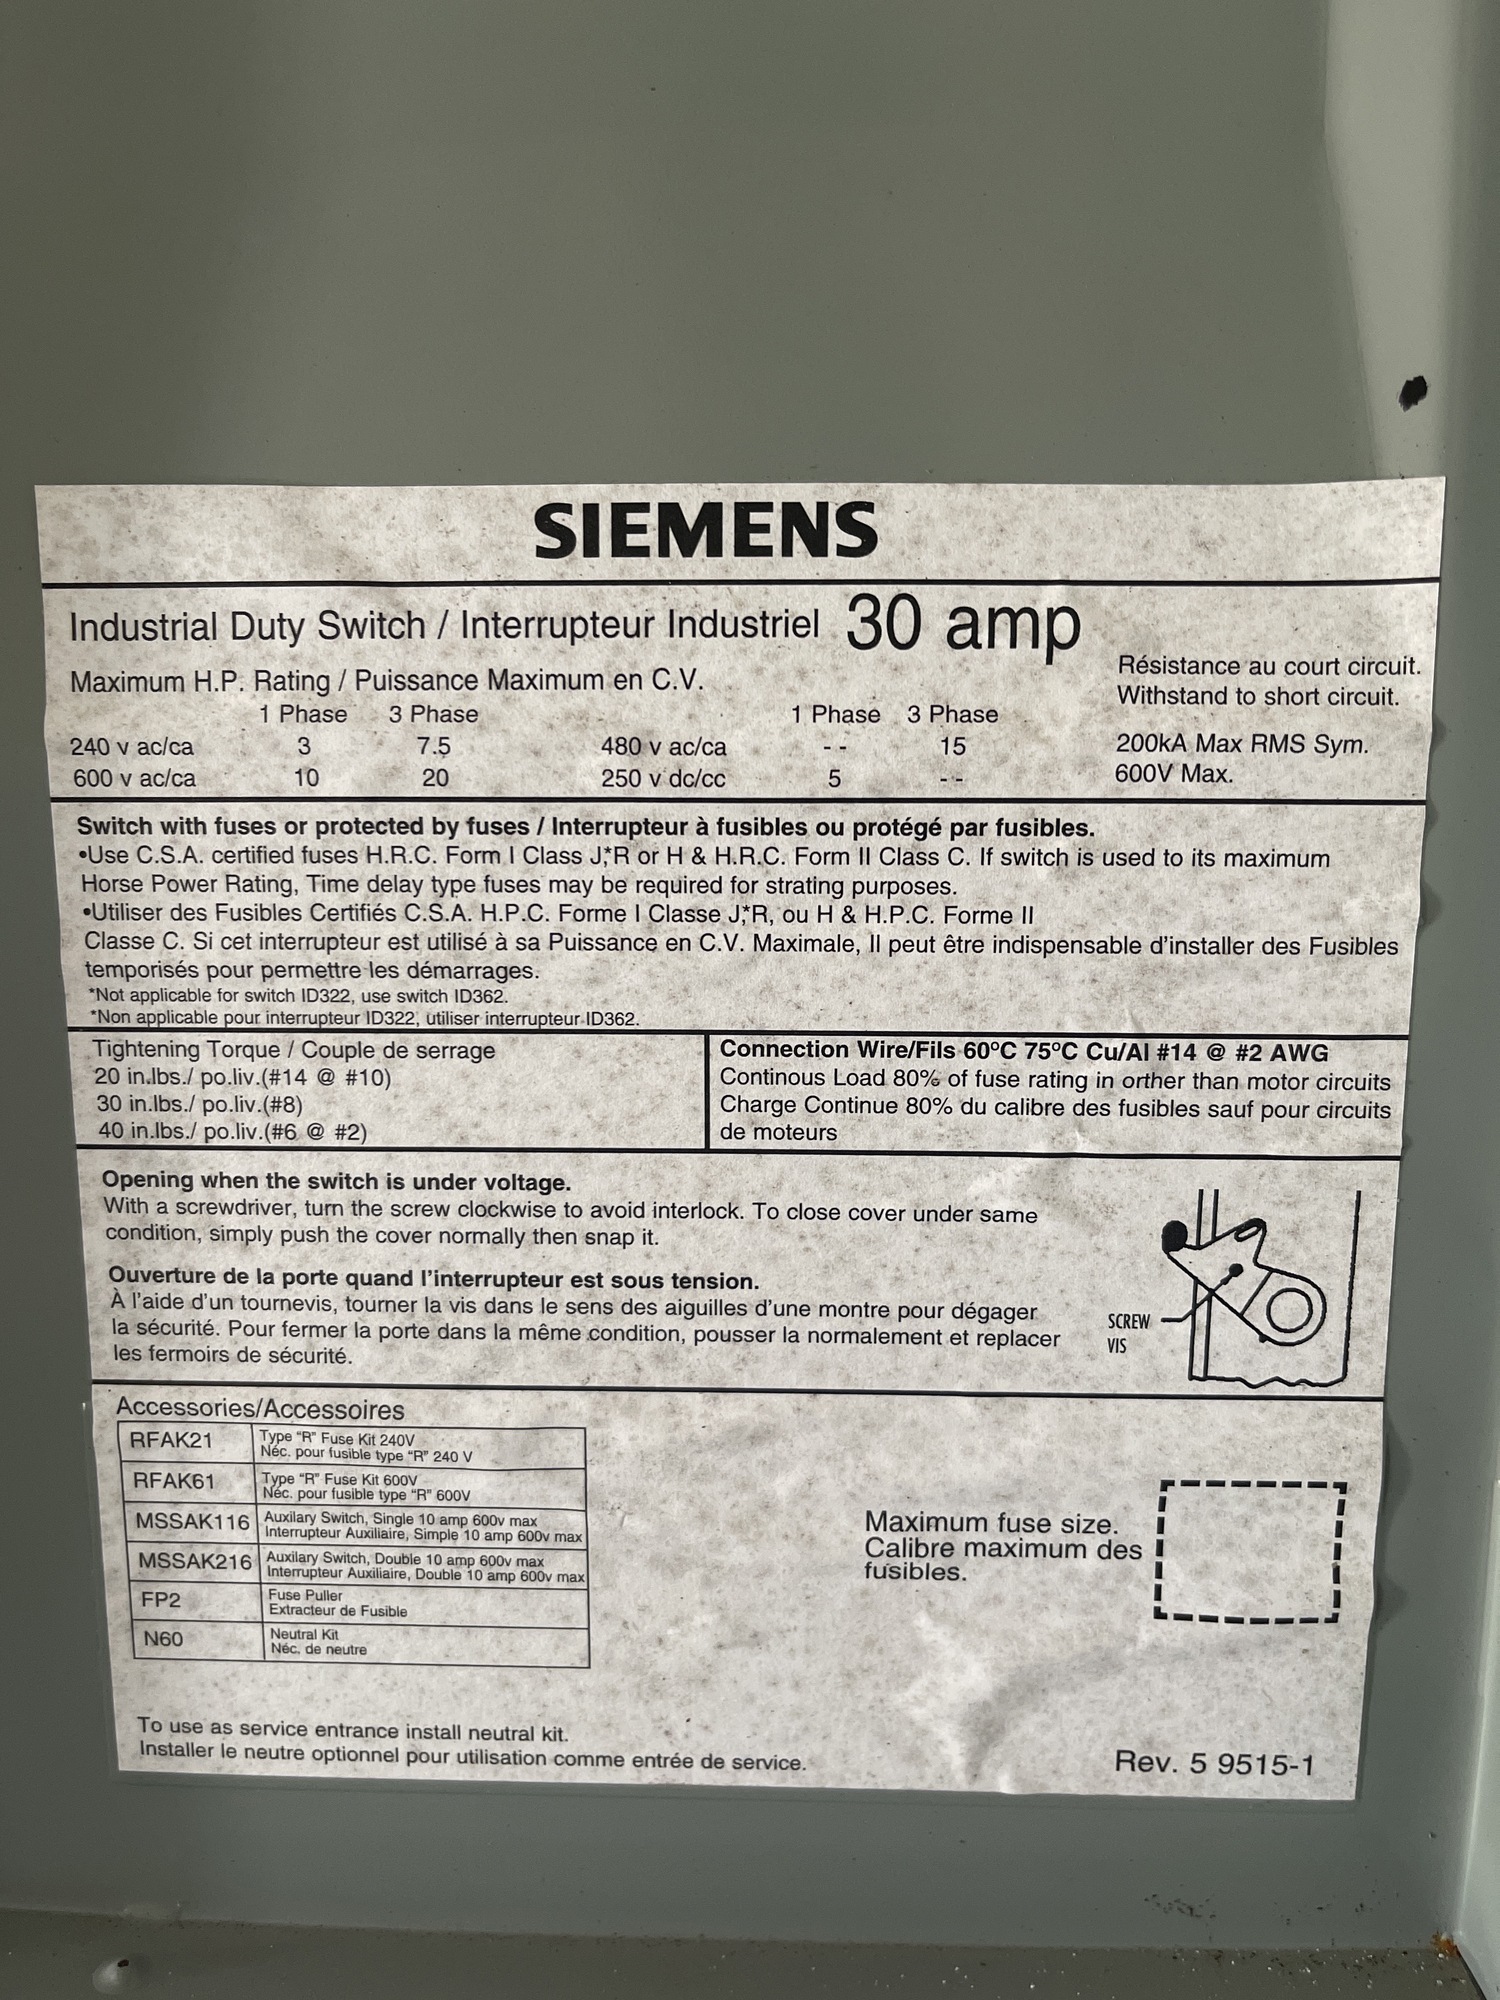 SIEMENS
Industrial Duty Switch / Interrupteur Industriel 30 amp
Maximum H.P. Rating / Puissance Maximum en C.V.
1 Phase 3 Phase 1 Phase 3 Phase
240 v ac/ca 3 7.5 480 v ac/ca -- 15
600 v ac/ca 10 20 250 v dc/cc 5 --
Résistance au court circuit.
Withstand to short circuit.
200kA Max RMS Sym.
600V Max.
Switch with fuses or protected by fuses / Interrupteur à fusibles ou protégé par fusibles.
•Use C.S.A. certified fuses H.R.C. Form I Class J,*R or H & H.R.C. Form II Class C. If switch is used to its maximum
Horse Power Rating, Time delay type fuses may be required for strating purposes.
•Utiliser des Fusibles Certifiés C.S.A. H.P.C. Forme I Classe J,*R, ou H & H.P.C. Forme II
Classe C. Si cet interrupteur est utilisé à sa Puissance en C.V. Maximale, Il peut être indispensable d'installer des Fusibles
temporisés pour permettre les démarrages.
*Not applicable for switch ID322, use switch ID362.
*Non applicable pour interrupteur ID322, utiliser interrupteur ID362.
Tightening Torque / Couple de serrage
20 in.lbs./ po.liv.(#14 @ #10)
30 in.lbs./ po.liv.(#8)
40 in.lbs./ po.liv.(#6 @ #2)
Connection Wire/Fils 60ºC 75ºC Cu/Al #14 @ #2 AWG
Continous Load 80% of fuse rating in orther than motor circuits
Charge Continue 80% du calibre des fusibles sauf pour circuits
de moteurs
Opening when the switch is under voltage.
With a screwdriver, turn the screw clockwise to avoid interlock. To close cover under same
condition, simply push the cover normally then snap it.
Ouverture de la porte quand l'interrupteur est sous tension.
À l'aide d'un tournevis, tourner la vis dans le sens des aiguilles d'une montre pour dégager
la sécurité. Pour fermer la porte dans la même condition, pousser la normalement et replacer
les fermoirs de sécurité.
SCREW
VIS
Accessories/Accessoires
RFAK21 Type "R" Fuse Kit 240V
Néc. pour fusible type "R" 240 V
RFAK61 Type "R" Fuse Kit 600V
Néc. pour fusible type "R" 600V
MSSAK116 Auxilary Switch, Single 10 amp 600v max
Interrupteur Auxiliaire, Simple 10 amp 600v max
MSSAK216 Auxilary Switch, Double 10 amp 600v max
Interrupteur Auxiliaire, Double 10 amp 600v max
FP2 Fuse Puller
Extracteur de Fusible
N60 Neutral Kit
Néc. de neutre
Maximum fuse size.
Calibre maximum des
fusibles.
To use as service entrance install neutral kit.
Installer le neutre optionnel pour utilisation comme entrée de service.
Rev. 5 9515-1